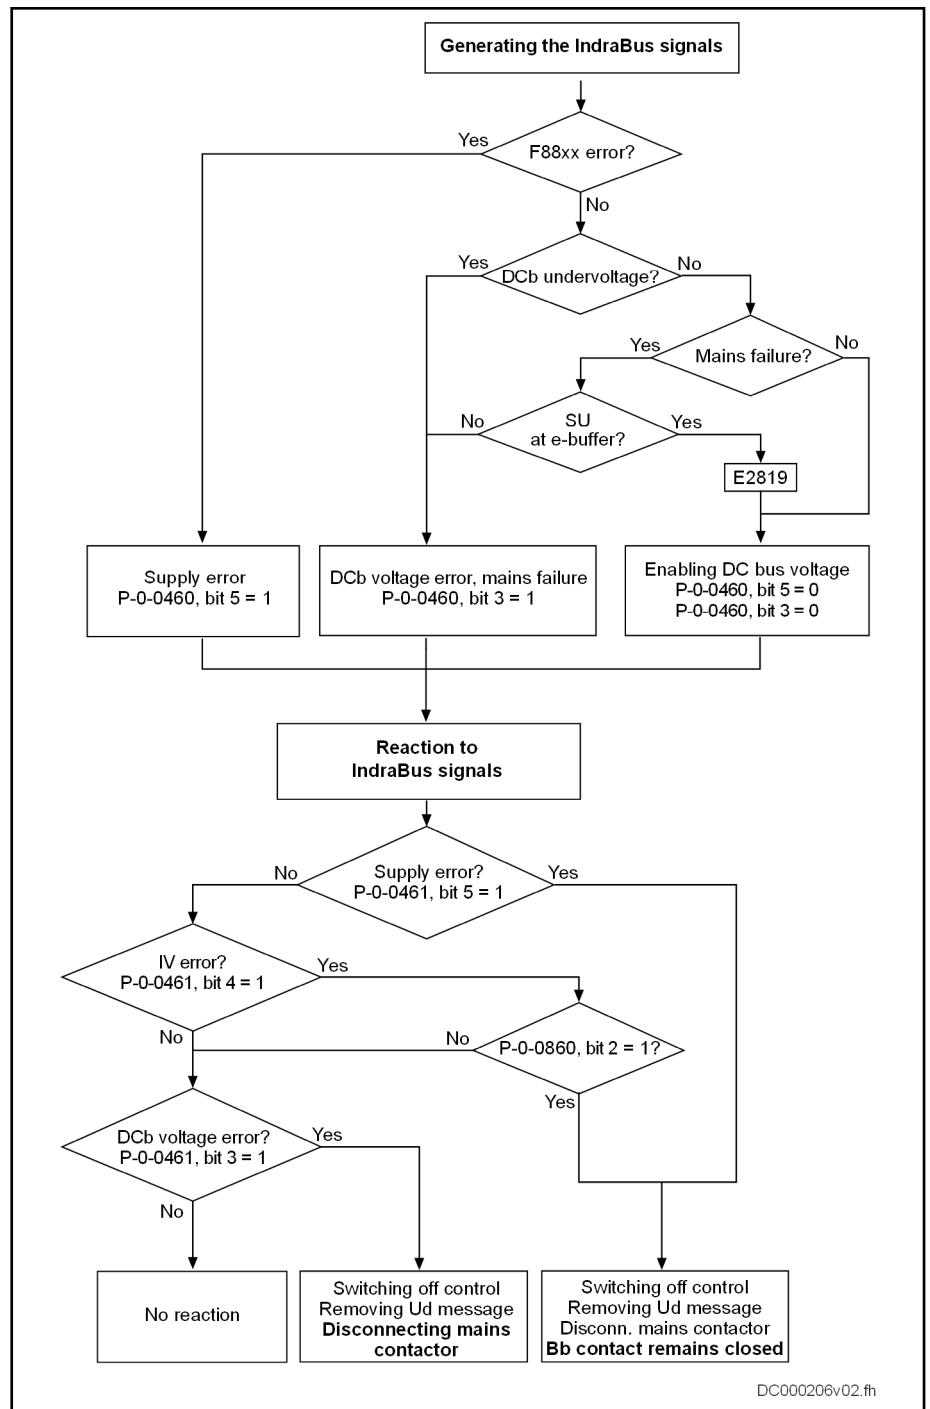 Generating the IndraBus signals
Yes
F88xx error?
No
Yes
DCb undervoltage?
No
Yes
Mains failure?
No
No
SU
at e-buffer?
Yes
E2819
Supply error
P-0-0460, bit 5 = 1
DCb voltage error, mains failure
P-0-0460, bit 3 = 1
Enabling DC bus voltage
P-0-0460, bit 5 = 0
P-0-0460, bit 3 = 0
Reaction to
IndraBus signals
No
Supply error?
P-0-0461, bit 5 = 1
Yes
IV error?
P-0-0461, bit 4 = 1
Yes
No
No
P-0-0860, bit 2 = 1?
Yes
DCb voltage error?
P-0-0461, bit 3 = 1
Yes
No
No reaction
Switching off control
Removing Ud message
Disconnecting mains
contactor
Switching off control
Removing Ud message
Disconn. mains contactor
Bb contact remains closed
DC000206v02.fh